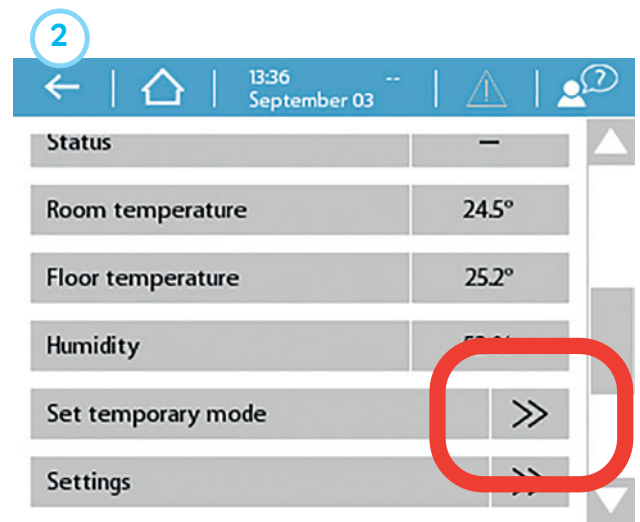 2
13:36 --
September 03
?
Status –
Room temperature 24.5°
Floor temperature 25.2°
Humidity
Set temporary mode >>
Settings >>